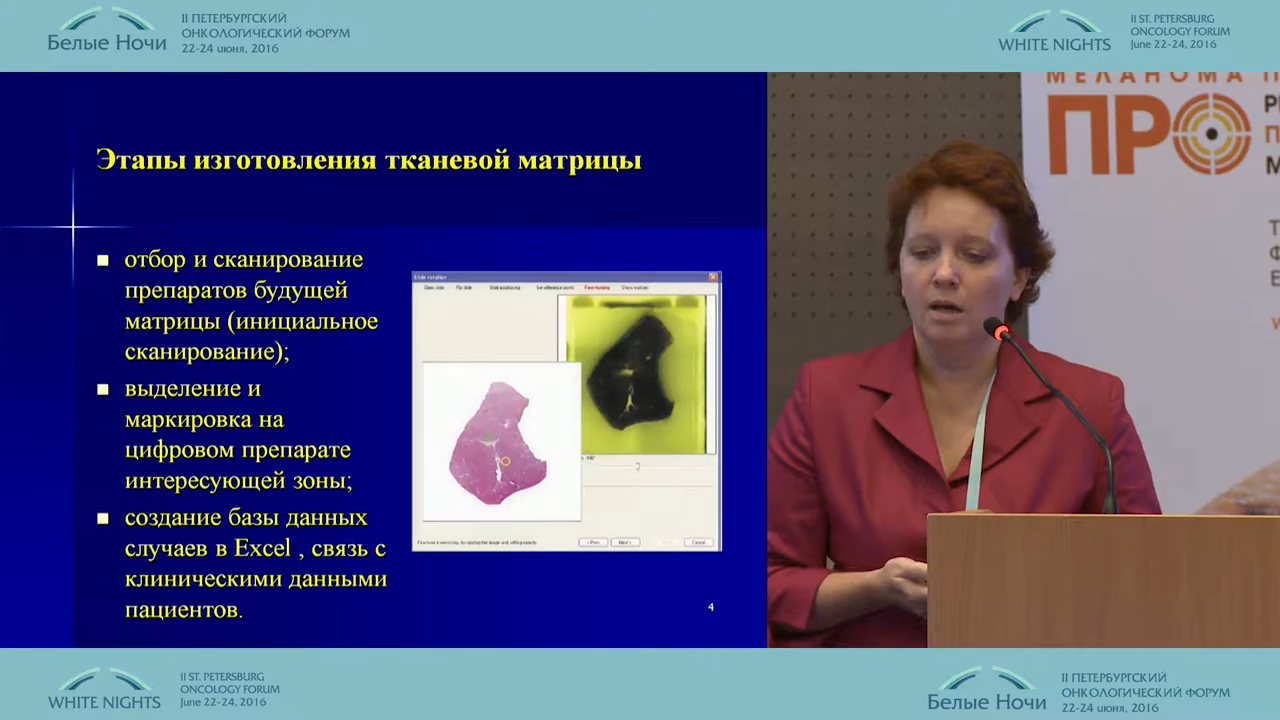 Белые Ночи
II ПЕТЕРБУРГСКИЙ
ОНКОЛОГИЧЕСКИЙ ФОРУМ
22-24 июня, 2016
WHITE NIGHTS
II ST. PETERSBURG
ONCOLOGY FORUM
June 22-24, 2016
Этапы изготовления тканевой матрицы
отбор и сканирование
препаратов будущей
матрицы (инициальное
сканирование);
выделение и
маркировка на
цифровом препарате
интересующей зоны;
создание базы данных
случаев в Excel , связь с
клиническими данными
пациентов.
4
МЕЛАНОМА
ПРО
WHITE NIGHTS
II ST. PETERSBURG
ONCOLOGY FORUM
June 22-24, 2016
Белые Ночи
II ПЕТЕРБУРГСКИЙ
ОНКОЛОГИЧЕСКИЙ ФОРУМ
22-24 июня, 2016